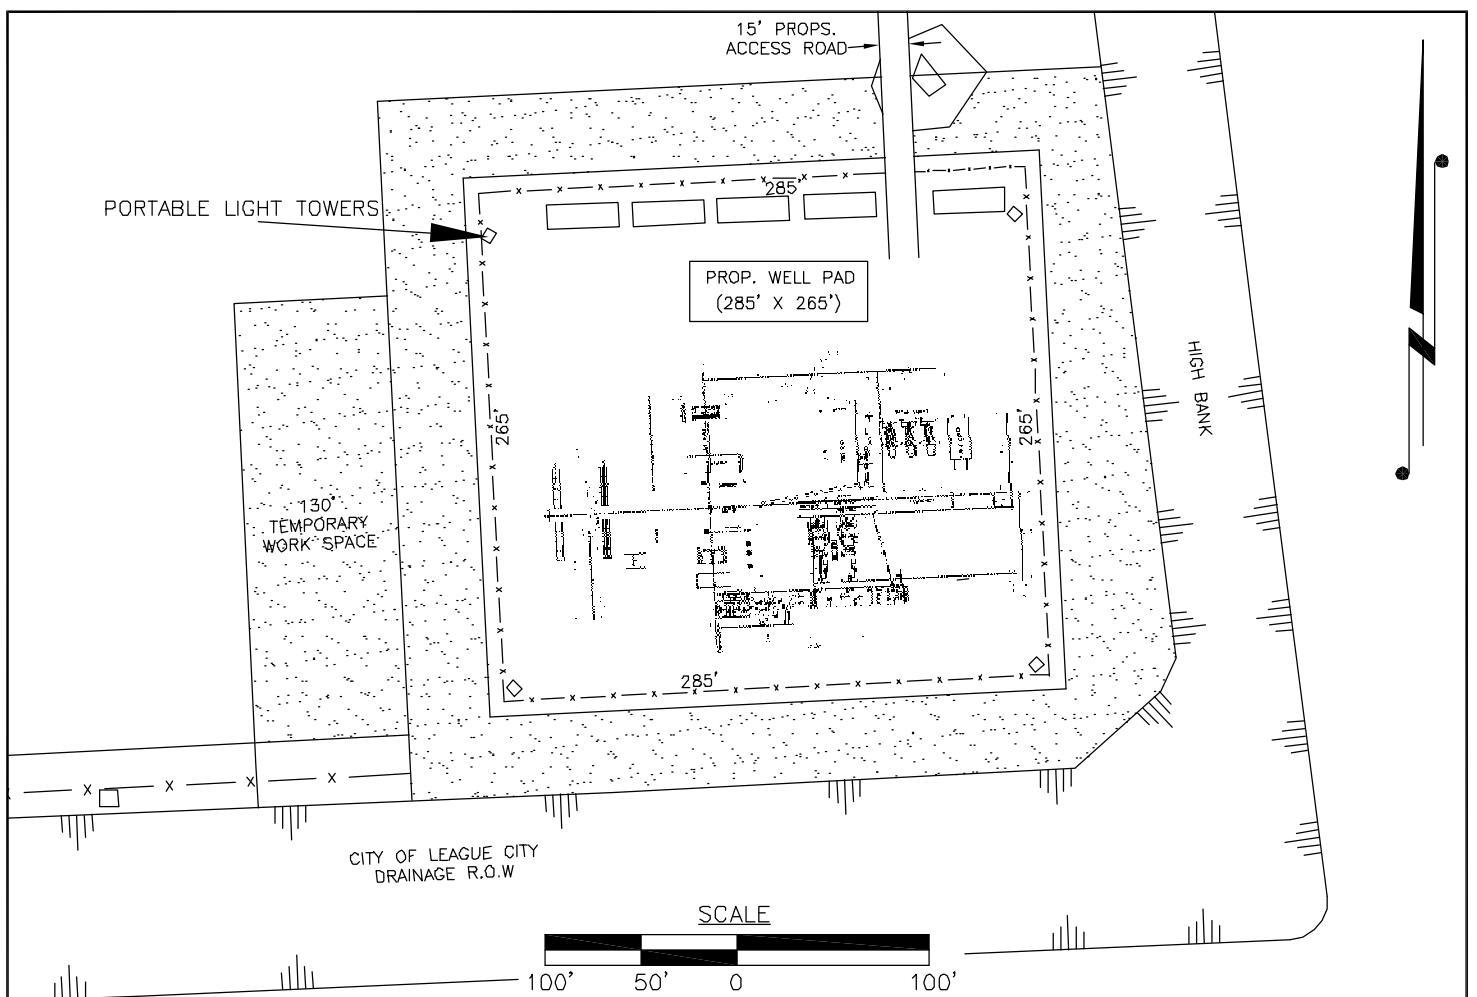 15' PROPS.
ACCESS ROAD
PORTABLE LIGHT TOWERS
285'
PROP. WELL PAD
(285' X 265')
HIGH BANK
265'
265'
130'
TEMPORARY
WORK SPACE
285'
CITY OF LEAGUE CITY
DRAINAGE R.O.W
SCALE
100' 50' 0 100'